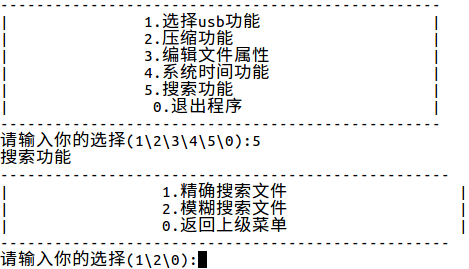 ------------------------------------------------
|               1.选择usb功能                   |
|               2.压缩功能                      |
|               3.编辑文件属性                  |
|               4.系统时间功能                  |
|               5.搜索功能                      |
|                0.退出程序                     |
------------------------------------------------
请输入你的选择(1\2\3\4\5\0):5
搜索功能
-------------------------------------------------
|                 1.精确搜索文件                   |
|                 2.模糊搜索文件                   |
|                 0.返回上级菜单                   |
-------------------------------------------------
请输入你的选择(1\2\0):